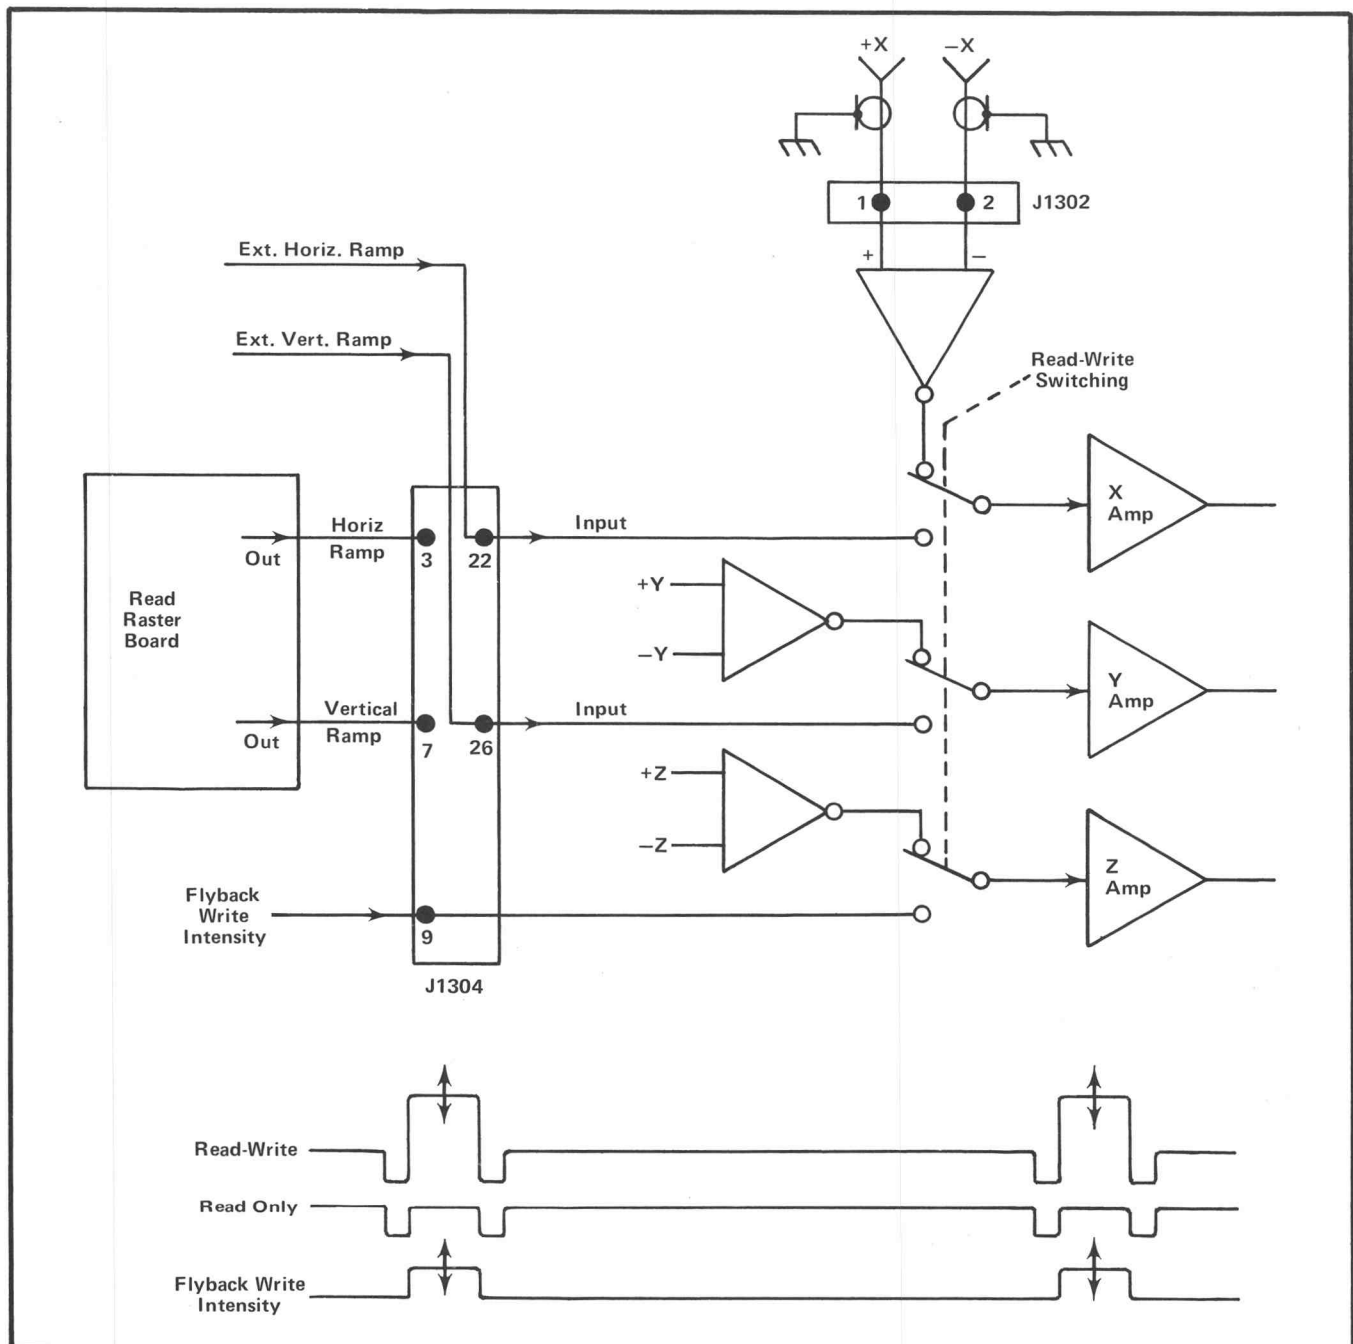 +X
−X
1
2
J1302
+
−
Ext. Horiz. Ramp
Ext. Vert. Ramp
Read-Write
Switching
Read
Raster
Board
Out
Horiz
Ramp
3
22
Input
X
Amp
+Y
−Y
Out
Vertical
Ramp
7
26
Input
Y
Amp
+Z
−Z
Z
Amp
Flyback
Write
Intensity
9
J1304
Read-Write
Read Only
Flyback Write
Intensity